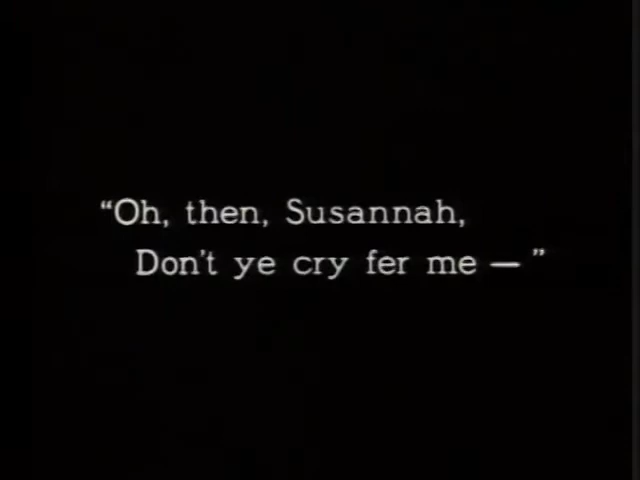 “Oh, then, Susannah,
Don't ye cry fer me — ”